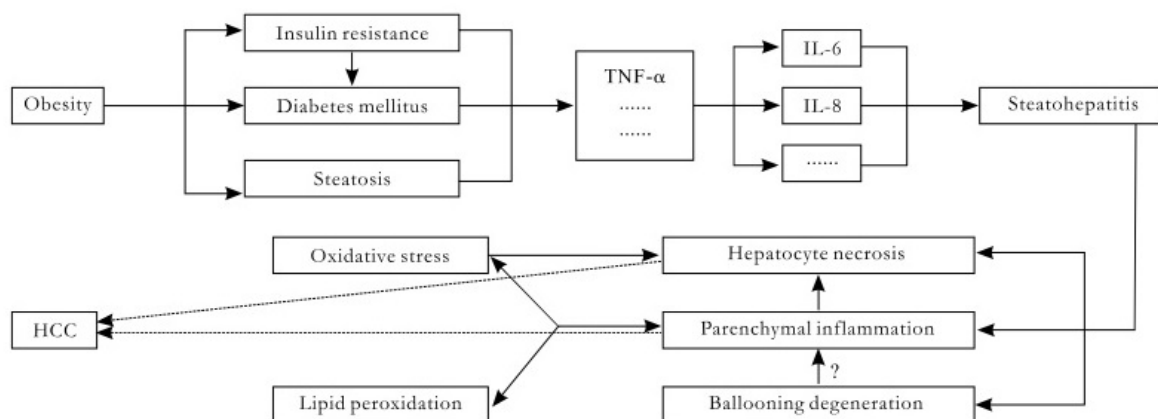 Insulin resistance
Obesity
Diabetes mellitus
Steatosis
TNF-α
......
......
IL-6
IL-8
......
Steatohepatitis
Oxidative stress
Hepatocyte necrosis
HCC
Parenchymal inflammation
?
Lipid peroxidation
Ballooning degeneration